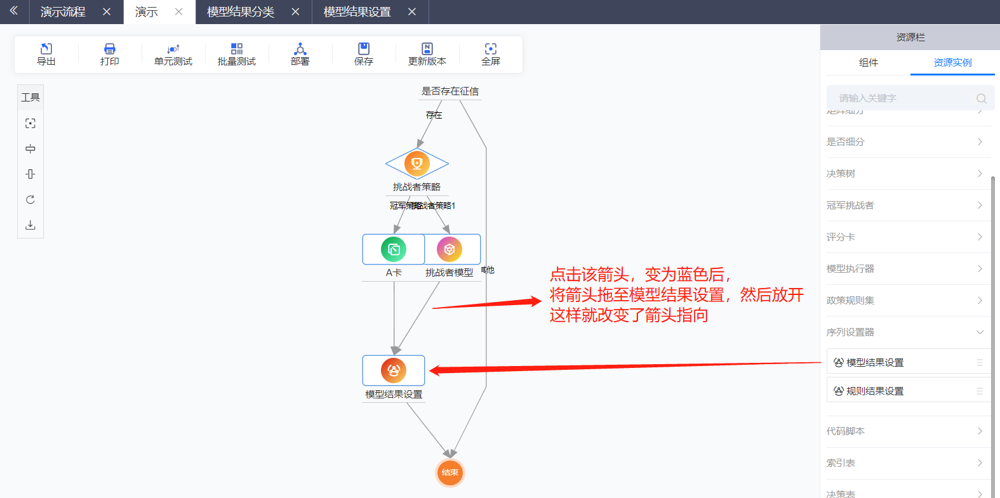 演示流程
演示
模型结果分类
模型结果设置
导出
打印
单元测试
批量测试
部署
保存
更新版本
全屏
工具
是否存在征信
存在
挑战者策略
冠军策略
挑战者策略1
A卡
挑战者模型
其他
点击该箭头，变为蓝色后，
将箭头拖至模型结果设置，然后放开
这样就改变了箭头指向
模型结果设置
结束
资源栏
组件
资源实例
请输入关键字
矩阵细分
是否细分
决策树
冠军挑战者
评分卡
模型执行器
政策规则集
序列设置器
模型结果设置
规则结果设置
代码脚本
索引表
决策表